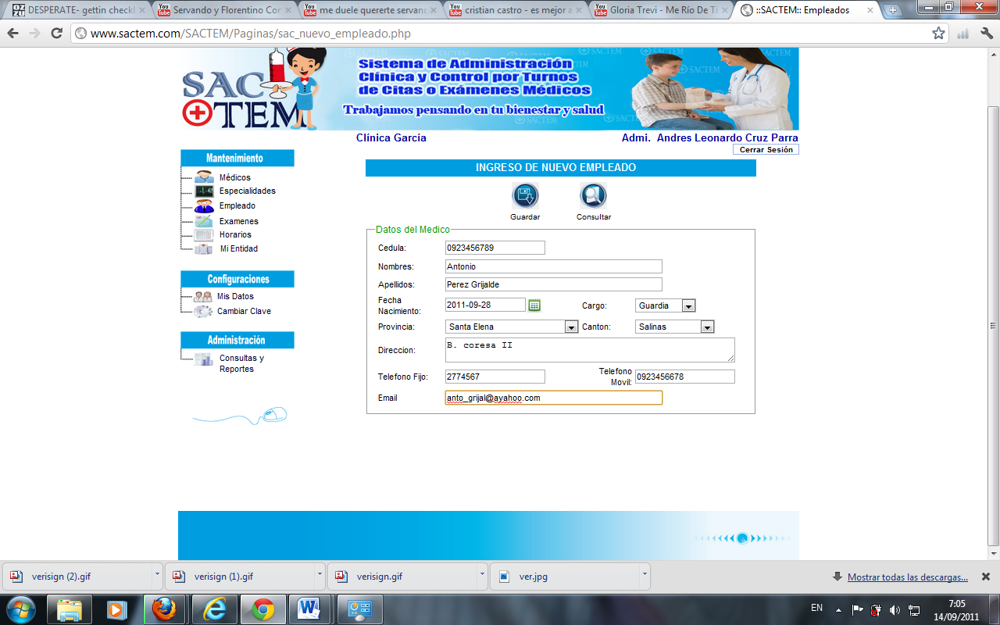 DESPERATE- gettin checkl
Servando y Florentino Cor
me duele quererte servanc
cristian castro - es mejor a
Gloria Trevi - Me Río De Ti
::SACTEM:: Empleados
www.sactem.com/SACTEM/Paginas/sac_nuevo_empleado.php
SAC
TEM
Sistema de Administración
Clínica y Control por Turnos
de Citas o Exámenes Médicos
Trabajamos pensando en tu bienestar y salud
Clínica García
Admi. Andres Leonardo Cruz Parra
Cerrar Sesión
Mantenimiento
Médicos
Especialidades
Empleado
Examenes
Horarios
Mi Entidad
Configuraciones
Mis Datos
Cambiar Clave
Administración
Consultas y
Reportes
INGRESO DE NUEVO EMPLEADO
Guardar Consultar
Datos del Medico
Cedula: 0923456789
Nombres: Antonio
Apellidos: Perez Grijalde
Fecha
Nacimiento: 2011-09-28 Cargo: Guardia
Provincia: Santa Elena Canton: Salinas
Direccion: B. coresa II
Telefono Fijo: 2774567 Telefono
Movil: 0923456678
Email anto_grijal@ayahoo.com
verisign (2).gif
verisign (1).gif
verisign.gif
ver.jpg
Mostrar todas las descargas...
EN
7:05
14/09/2011